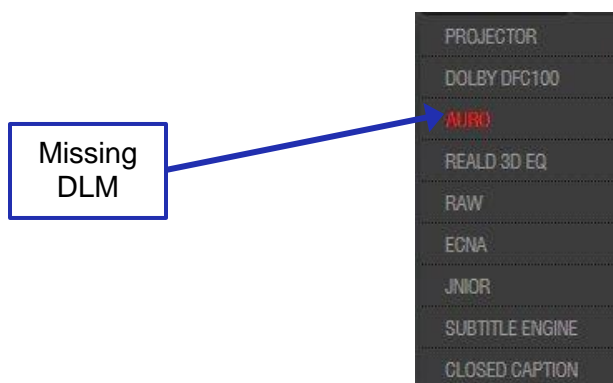 PROJECTOR
DOLBY DFC100
AURO
REALD 3D EQ
RAW
ECNA
JNIOR
SUBTITLE ENGINE
CLOSED CAPTION
Missing
DLM